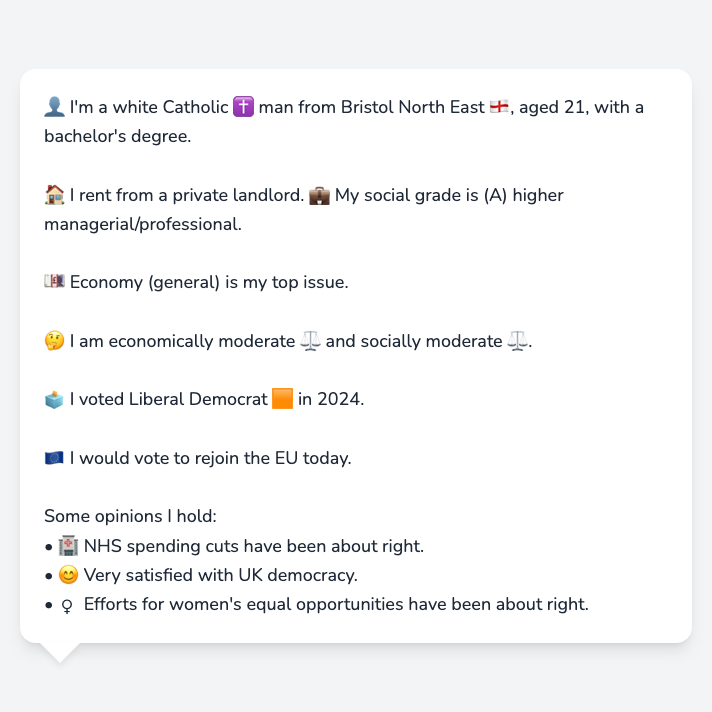 👤 I'm a white Catholic ✝️ man from Bristol North East 🏴󠁧󠁢󠁥󠁮󠁧󠁿, aged 21, with a
bachelor's degree.
🏠 I rent from a private landlord. 💼 My social grade is (A) higher
managerial/professional.
💷 Economy (general) is my top issue.
🤔 I am economically moderate ⚖️ and socially moderate ⚖️.
🗳️ I voted Liberal Democrat 🟧 in 2024.
🇪🇺 I would vote to rejoin the EU today.
Some opinions I hold:
• 🏥 NHS spending cuts have been about right.
• 😊 Very satisfied with UK democracy.
• ♀ Efforts for women's equal opportunities have been about right.